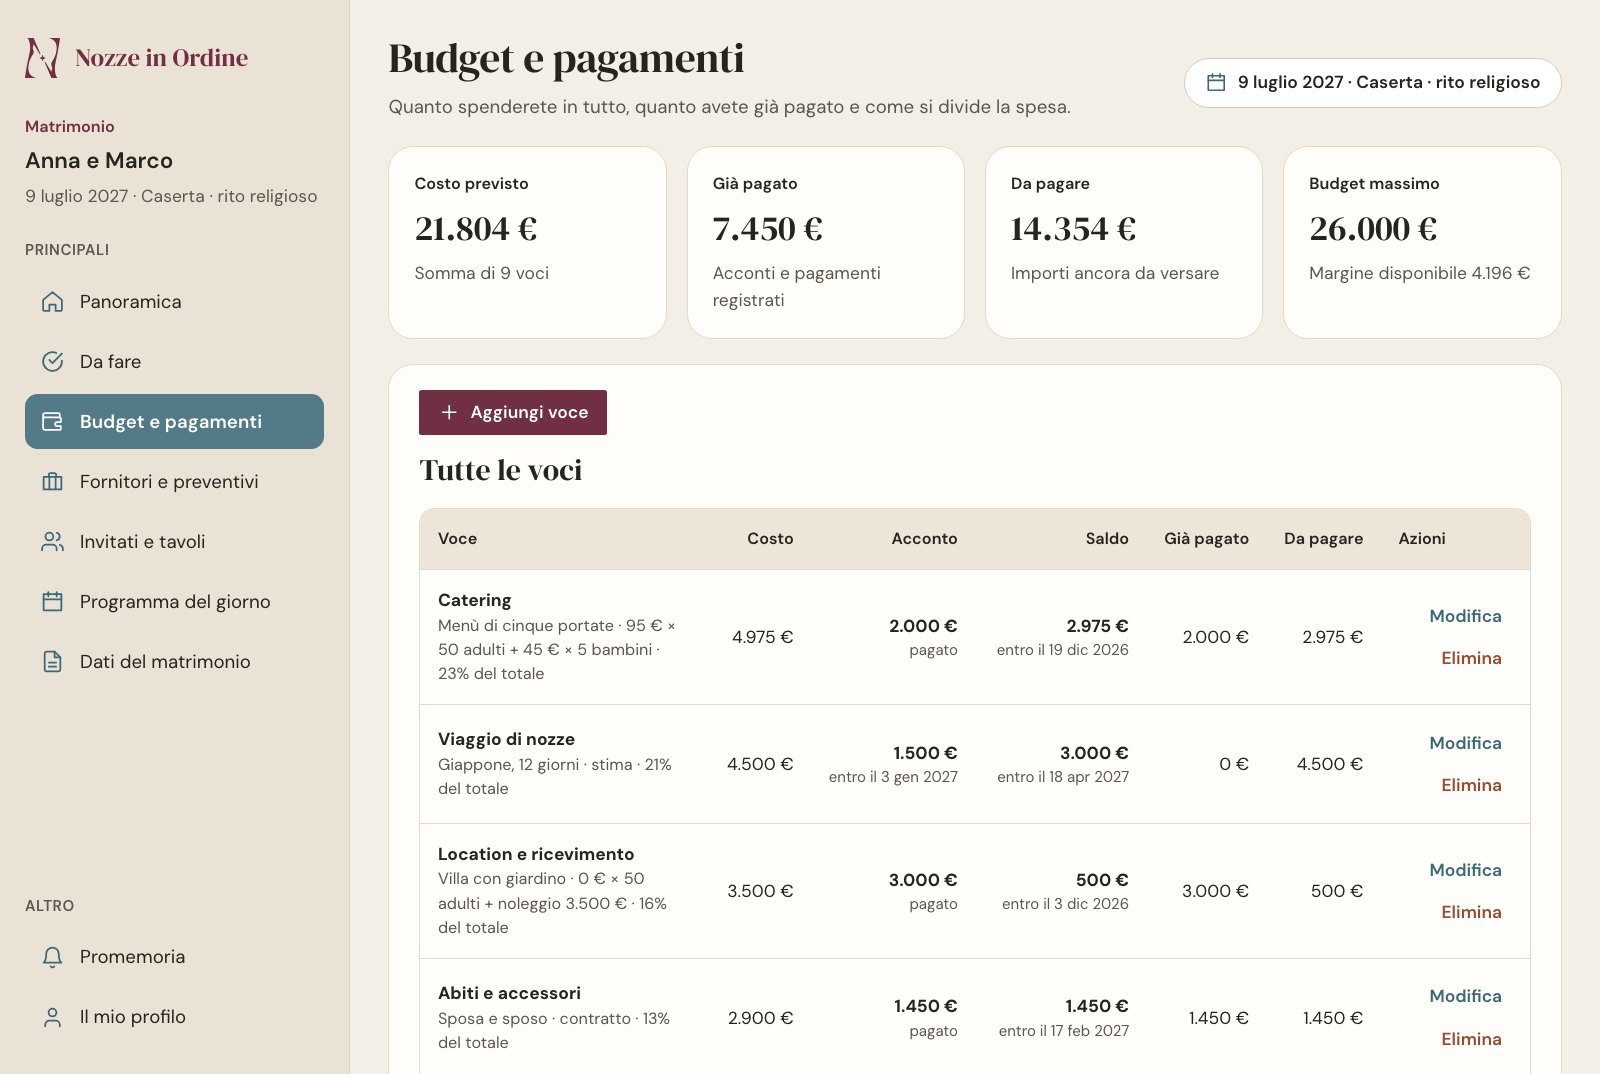 Nozze in Ordine
Matrimonio
Anna e Marco
9 luglio 2027 · Caserta · rito religioso
PRINCIPALI
Panoramica
Da fare
Budget e pagamenti
Fornitori e preventivi
Invitati e tavoli
Programma del giorno
Dati del matrimonio
ALTRO
Promemoria
Il mio profilo
Budget e pagamenti
Quanto spenderete in tutto, quanto avete già pagato e come si divide la spesa.
9 luglio 2027 · Caserta · rito religioso
Costo previsto
21.804 €
Somma di 9 voci
Già pagato
7.450 €
Acconti e pagamenti
registrati
Da pagare
14.354 €
Importi ancora da versare
Budget massimo
26.000 €
Margine disponibile 4.196 €
Aggiungi voce
Tutte le voci
Voce Costo Acconto Saldo Già pagato Da pagare Azioni
Catering
Menù di cinque portate · 95 € ×
50 adulti + 45 € × 5 bambini ·
23% del totale
4.975 €
2.000 €
pagato
2.975 €
entro il 19 dic 2026
2.000 €
2.975 €
Modifica
Elimina
Viaggio di nozze
Giappone, 12 giorni · stima · 21%
del totale
4.500 €
1.500 €
entro il 3 gen 2027
3.000 €
entro il 18 apr 2027
0 €
4.500 €
Modifica
Elimina
Location e ricevimento
Villa con giardino · 0 € × 50
adulti + noleggio 3.500 € · 16%
del totale
3.500 €
3.000 €
pagato
500 €
entro il 3 dic 2026
3.000 €
500 €
Modifica
Elimina
Abiti e accessori
Sposa e sposo · contratto · 13%
del totale
2.900 €
1.450 €
pagato
1.450 €
entro il 17 feb 2027
1.450 €
1.450 €
Modifica
Elimina